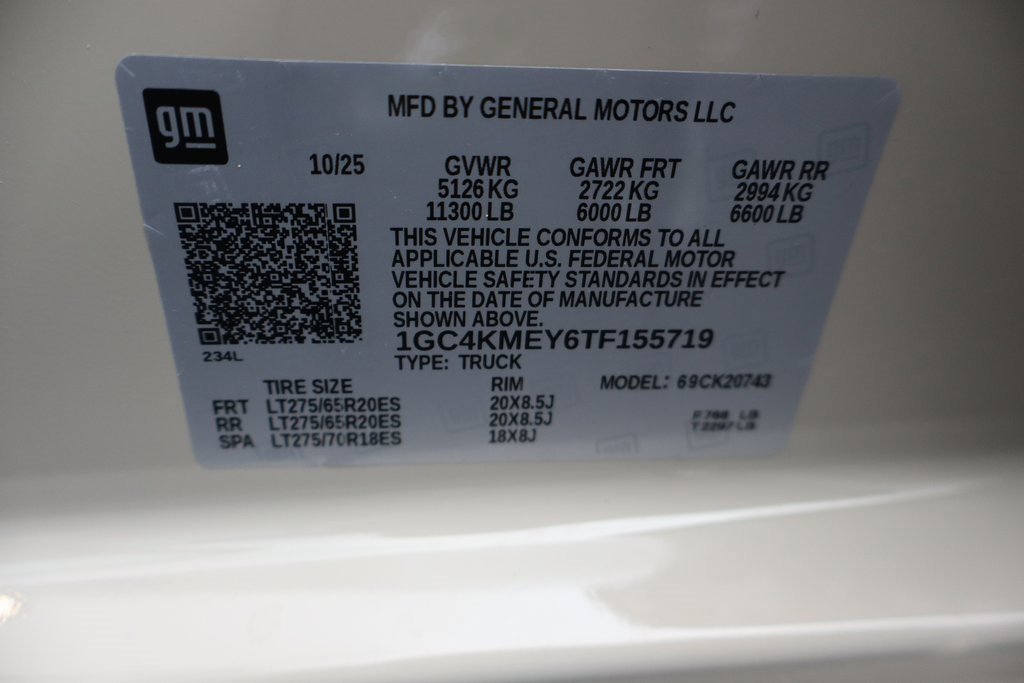 gm
MFD BY GENERAL MOTORS LLC
10/25 GVWR GAWR FRT GAWR RR
5126 KG 2722 KG 2994 KG
11300 LB 6000 LB 6600 LB
THIS VEHICLE CONFORMS TO ALL
APPLICABLE U.S. FEDERAL MOTOR
VEHICLE SAFETY STANDARDS IN EFFECT
ON THE DATE OF MANUFACTURE
SHOWN ABOVE.
234L
1GC4KMEY6TF155719
TYPE: TRUCK
TIRE SIZE RIM MODEL: 69CK20743
FRT LT275/65R20ES 20X8.5J
RR LT275/65R20ES 20X8.5J
SPA LT275/70R18ES 18X8J
LB
LB